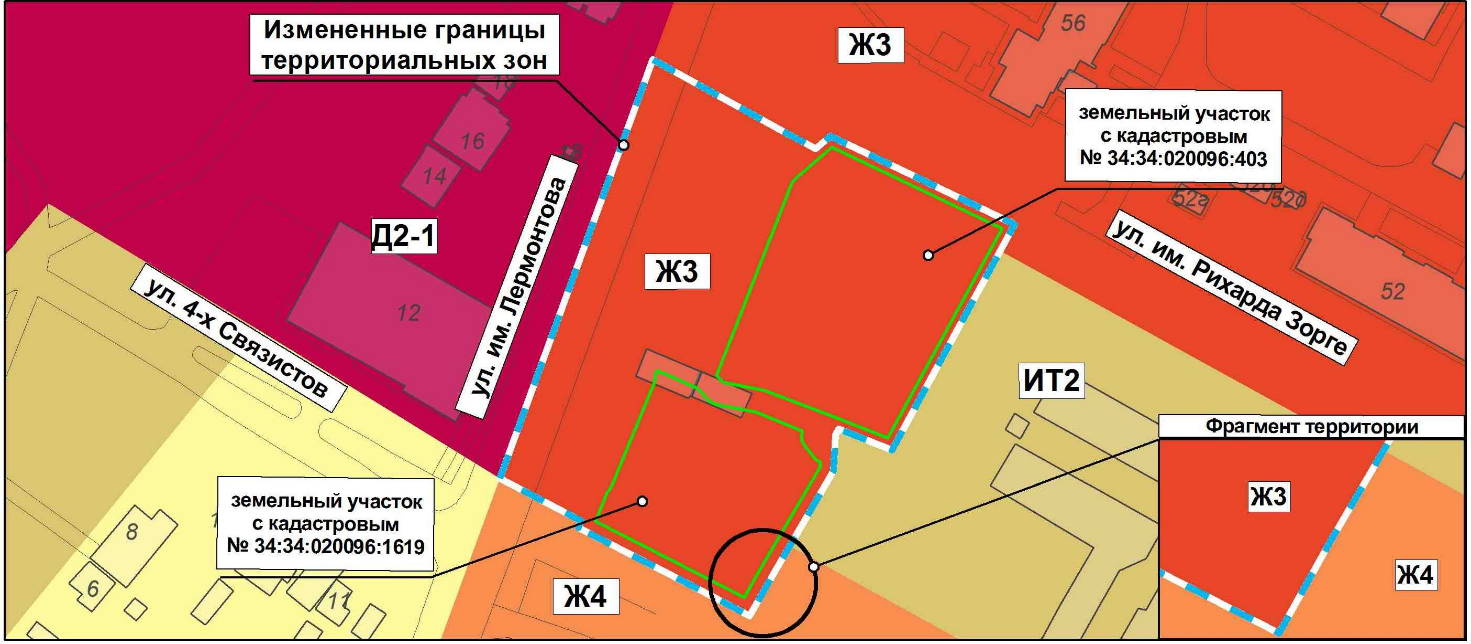 Измененные границы
территориальных зон
Ж3
56
земельный участок
с кадастровым
№ 34:34:020096:403
16
14
18
Д2-1
12
ул. им. Лермонтова
ул. 4-х Связистов
Ж3
52г
52д
52
ул. им. Рихарда Зорге
ИТ2
Фрагмент территории
Ж3
Ж4
земельный участок
с кадастровым
№ 34:34:020096:1619
8
6
11
Ж4